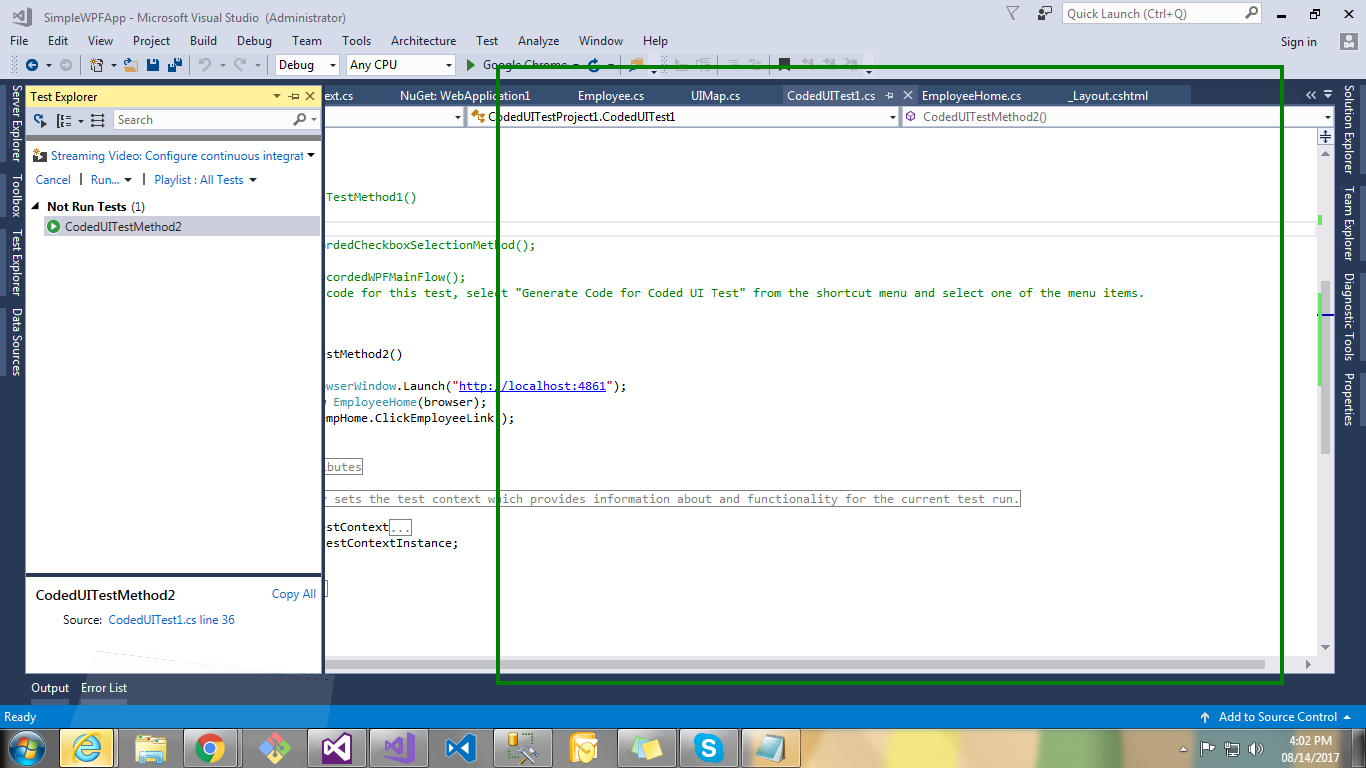 SimpleWPFApp - Microsoft Visual Studio (Administrator)
Quick Launch (Ctrl+Q)
File Edit View Project Build Debug Team Tools Architecture Test Analyze Window Help
Sign in
Debug Any CPU Google Chrome
Test Explorer
ext.cs NuGet: WebApplication1 Employee.cs UIMap.cs CodedUITest1.cs EmployeeHome.cs _Layout.cshtml
Search
CodedUITestProject1.CodedUITest1 CodedUITestMethod2()
Streaming Video: Configure continuous integrat
Cancel Run... Playlist : All Tests
Not Run Tests (1)
CodedUITestMethod2
TestMethod1()
rdedCheckboxSelectionMethod();
cordedWPFMainFlow();
code for this test, select "Generate Code for Coded UI Test" from the shortcut menu and select one of the menu items.
stMethod2()
wserWindow.Launch("http://localhost:4861");
EmployeeHome(browser);
mpHome.ClickEmployeeLink();
ibutes
r sets the test context which provides information about and functionality for the current test run.
estContext...
estContextInstance;
CodedUITestMethod2
Copy All
Source: CodedUITest1.cs line 36
Server Explorer
Toolbox
Test Explorer
Data Sources
Solution Explorer
Team Explorer
Diagnostic Tools
Properties
Output Error List
Ready
Add to Source Control
4:02 PM
08/14/2017